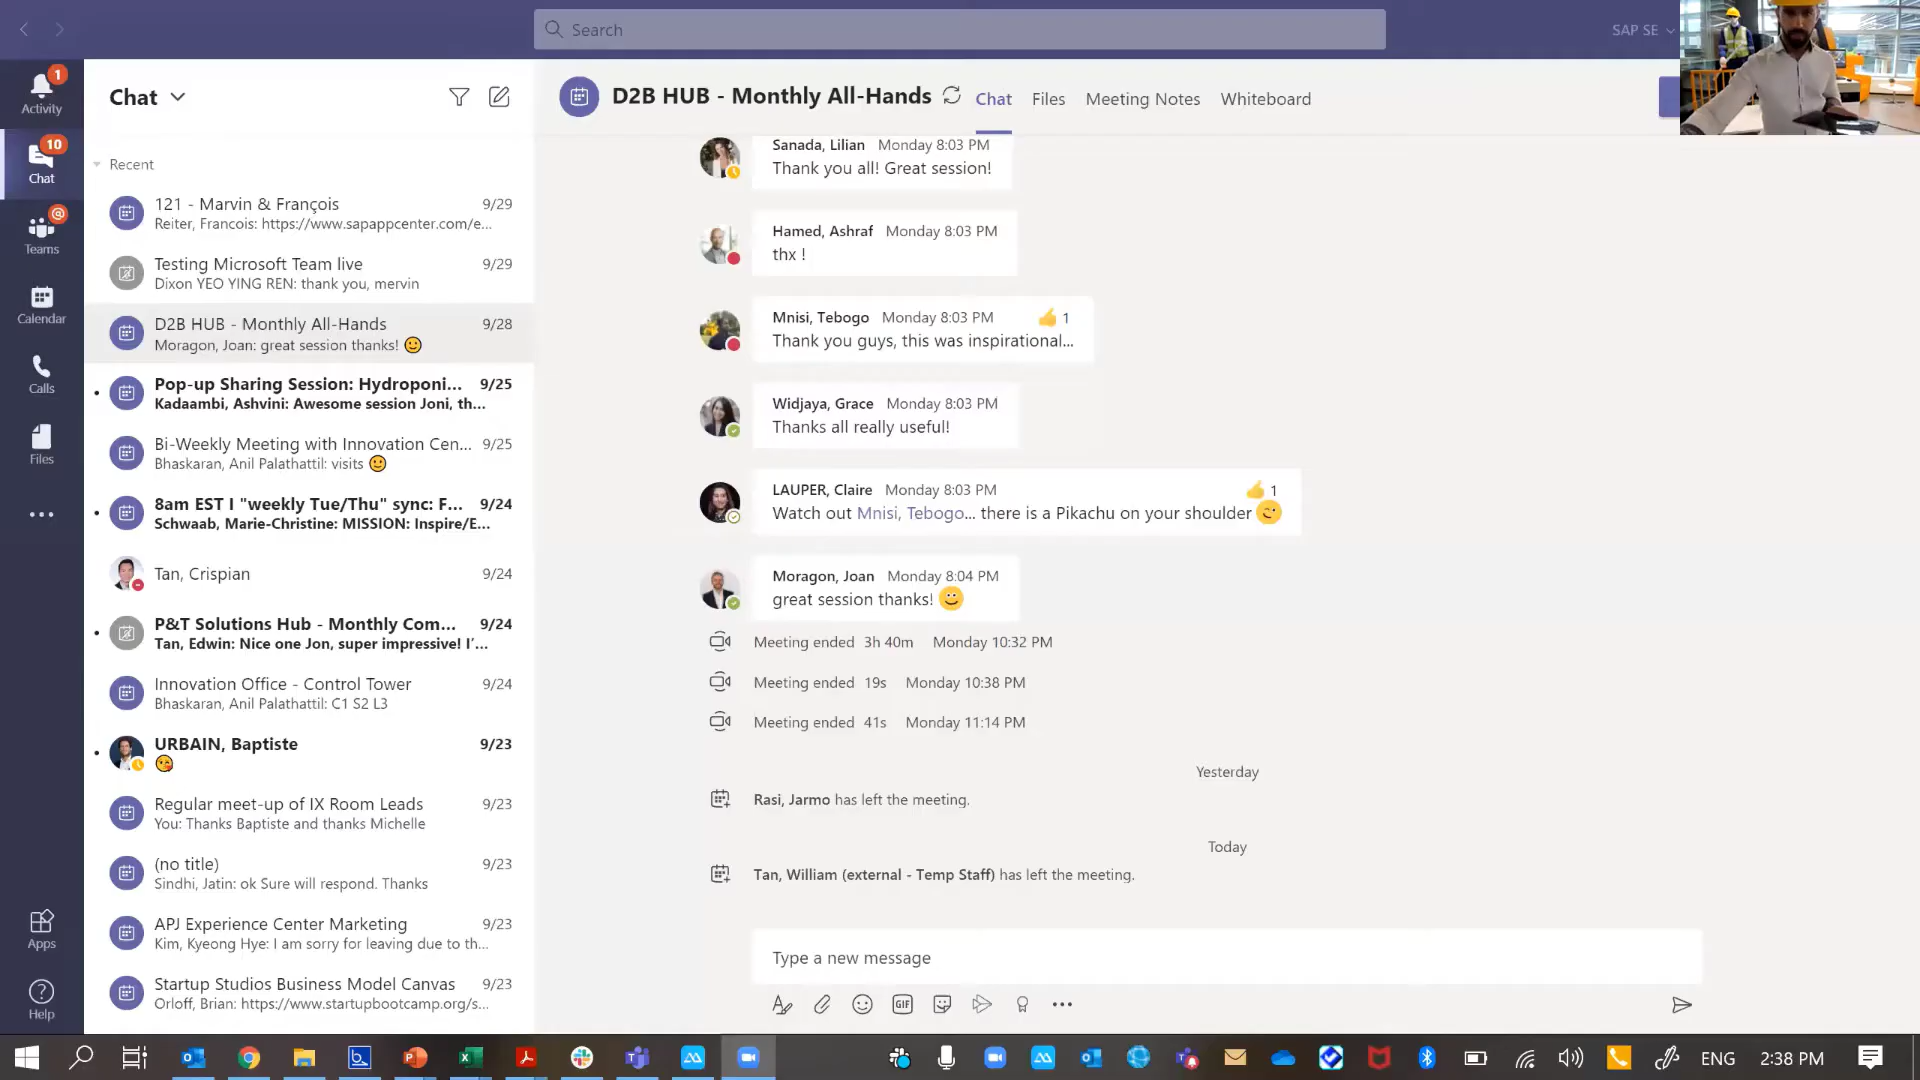 Search
SAP SE
1
Activity
10
Chat
Teams
Calendar
Calls
Files
Apps
Help
Chat
Recent
121 - Marvin & François 9/29
Reiter, Francois: https://www.sapappcenter.com/e...
Testing Microsoft Team live 9/29
Dixon YEO YING REN: thank you, mervin
D2B HUB - Monthly All-Hands 9/28
Moragon, Joan: great session thanks!
Pop-up Sharing Session: Hydroponi... 9/25
Kadaambi, Ashvini: Awesome session Joni, th...
Bi-Weekly Meeting with Innovation Cen... 9/25
Bhaskaran, Anil Palathattil: visits
8am EST I "weekly Tue/Thu" sync: F... 9/24
Schwaab, Marie-Christine: MISSION: Inspire/E...
Tan, Crispian 9/24
P&T Solutions Hub - Monthly Com... 9/24
Tan, Edwin: Nice one Jon, super impressive! I'...
Innovation Office - Control Tower 9/24
Bhaskaran, Anil Palathattil: C1 S2 L3
URBAIN, Baptiste 9/23
Regular meet-up of IX Room Leads 9/23
You: Thanks Baptiste and thanks Michelle
(no title) 9/23
Sindhi, Jatin: ok Sure will respond. Thanks
APJ Experience Center Marketing 9/23
Kim, Kyeong Hye: I am sorry for leaving due to th...
Startup Studios Business Model Canvas 9/23
Orloff, Brian: https://www.startupbootcamp.org/s...
D2B HUB - Monthly All-Hands Chat Files Meeting Notes Whiteboard
Sanada, Lilian Monday 8:03 PM
Thank you all! Great session!
Hamed, Ashraf Monday 8:03 PM
thx !
Mnisi, Tebogo Monday 8:03 PM 1
Thank you guys, this was inspirational...
Widjaya, Grace Monday 8:03 PM
Thanks all really useful!
LAUPER, Claire Monday 8:03 PM 1
Watch out Mnisi, Tebogo... there is a Pikachu on your shoulder
Moragon, Joan Monday 8:04 PM
great session thanks!
Meeting ended 3h 40m Monday 10:32 PM
Meeting ended 19s Monday 10:38 PM
Meeting ended 41s Monday 11:14 PM
Yesterday
Rasi, Jarmo has left the meeting.
Today
Tan, William (external - Temp Staff) has left the meeting.
Type a new message
GIF
ENG 2:38 PM